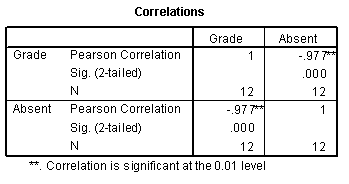 Correlations
Grade Absent
Grade Pearson Correlation 1 -.977**
Sig. (2-tailed) .000
N 12 12
Absent Pearson Correlation -.977** 1
Sig. (2-tailed) .000
N 12 12
**. Correlation is significant at the 0.01 level